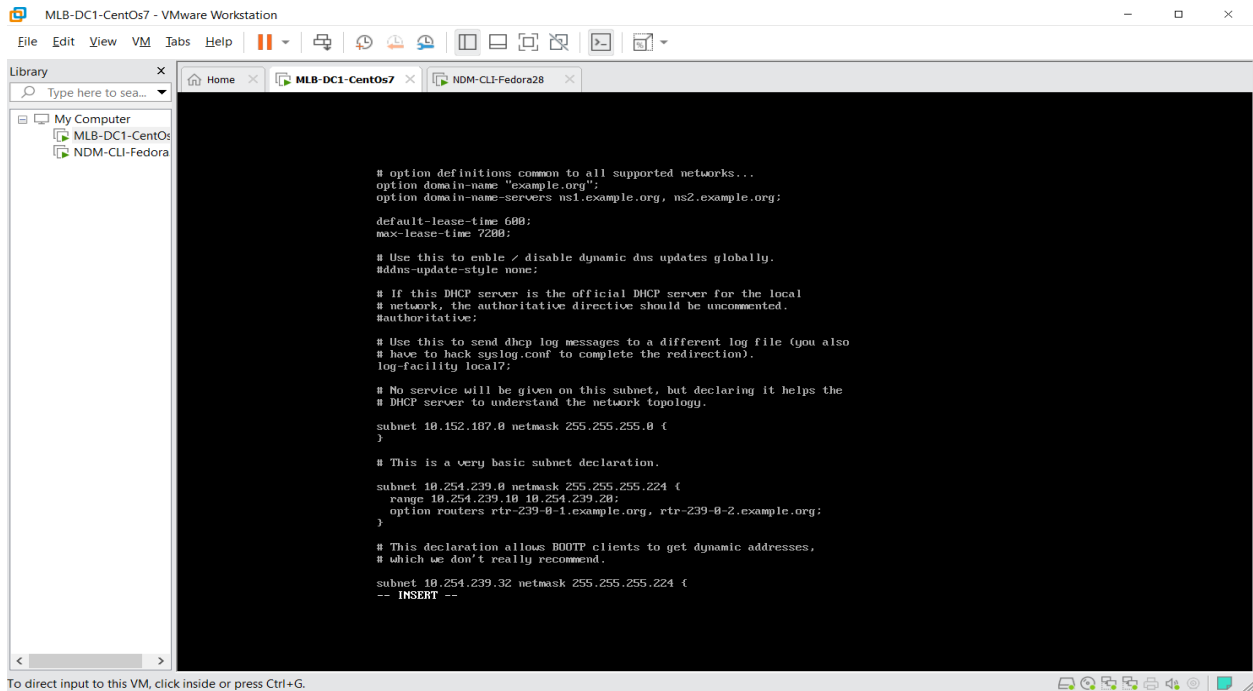 MLB-DC1-CentOs7 - VMware Workstation
File Edit View VM Tabs Help
Library
Type here to sea...
My Computer
MLB-DC1-CentOs
NDM-CLI-Fedora
Home
MLB-DC1-CentOs7
NDM-CLI-Fedora28
# option definitions common to all supported networks...
option domain-name "example.org";
option domain-name-servers ns1.example.org, ns2.example.org;
default-lease-time 600;
max-lease-time 7200;
# Use this to enble / disable dynamic dns updates globally.
#ddns-update-style none;
# If this DHCP server is the official DHCP server for the local
# network, the authoritative directive should be uncommented.
#authoritative;
# Use this to send dhcp log messages to a different log file (you also
# have to hack syslog.conf to complete the redirection).
log-facility local7;
# No service will be given on this subnet, but declaring it helps the
# DHCP server to understand the network topology.
subnet 10.152.187.0 netmask 255.255.255.0 {
}
# This is a very basic subnet declaration.
subnet 10.254.239.0 netmask 255.255.255.224 {
range 10.254.239.10 10.254.239.20;
option routers rtr-239-0-1.example.org, rtr-239-0-2.example.org;
}
# This declaration allows BOOTP clients to get dynamic addresses,
# which we don't really recommend.
subnet 10.254.239.32 netmask 255.255.255.224 {
-- INSERT --
To direct input to this VM, click inside or press Ctrl+G.